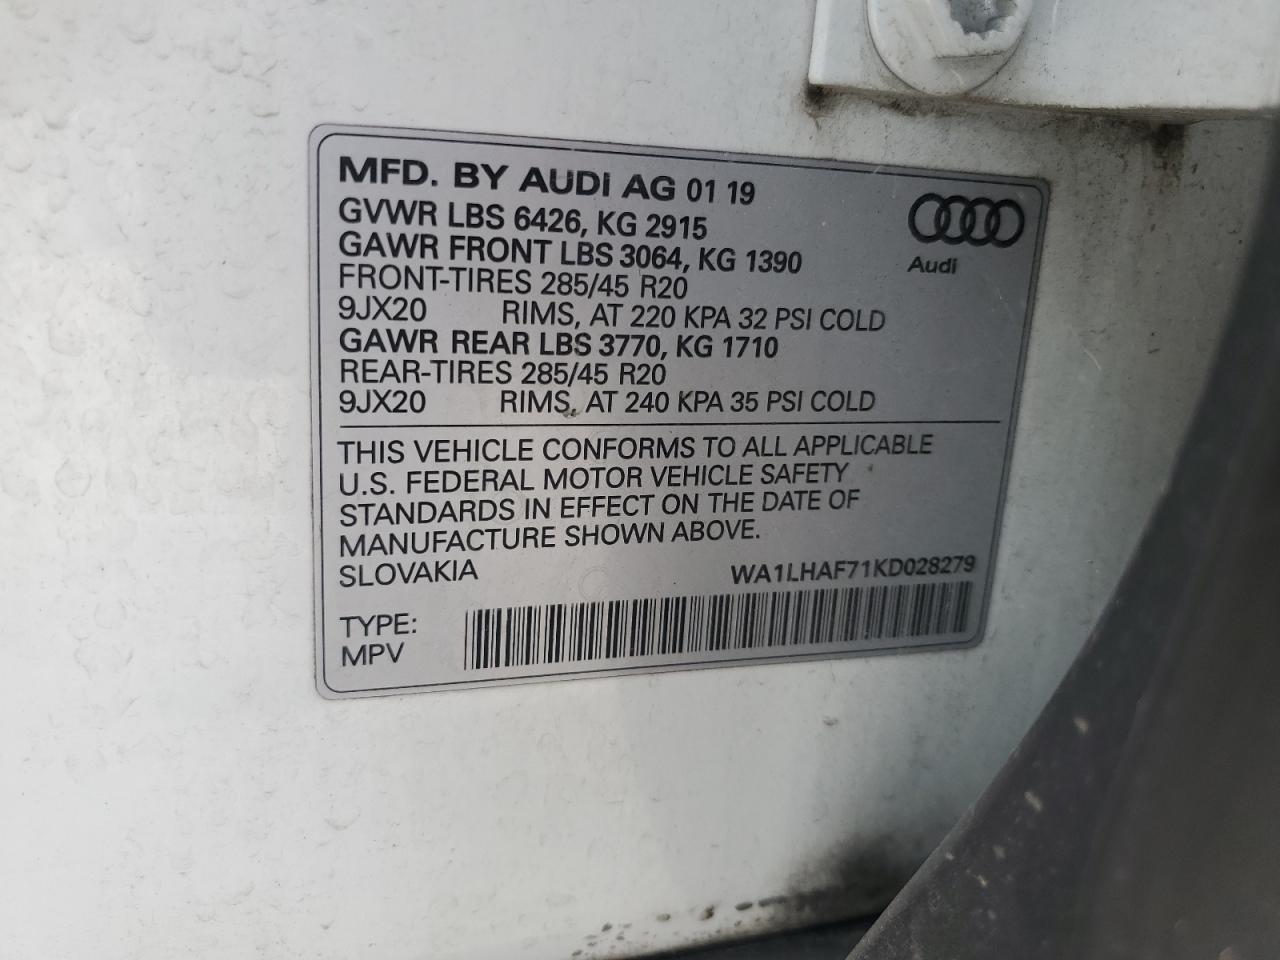 MFD. BY AUDI AG 01 19
GVWR LBS 6426, KG 2915
GAWR FRONT LBS 3064, KG 1390
FRONT-TIRES 285/45 R20
9JX20 RIMS, AT 220 KPA 32 PSI COLD
GAWR REAR LBS 3770, KG 1710
REAR-TIRES 285/45 R20
9JX20 RIMS, AT 240 KPA 35 PSI COLD
Audi
THIS VEHICLE CONFORMS TO ALL APPLICABLE
U.S. FEDERAL MOTOR VEHICLE SAFETY
STANDARDS IN EFFECT ON THE DATE OF
MANUFACTURE SHOWN ABOVE.
SLOVAKIA WA1LHAF71KD028279
TYPE:
MPV